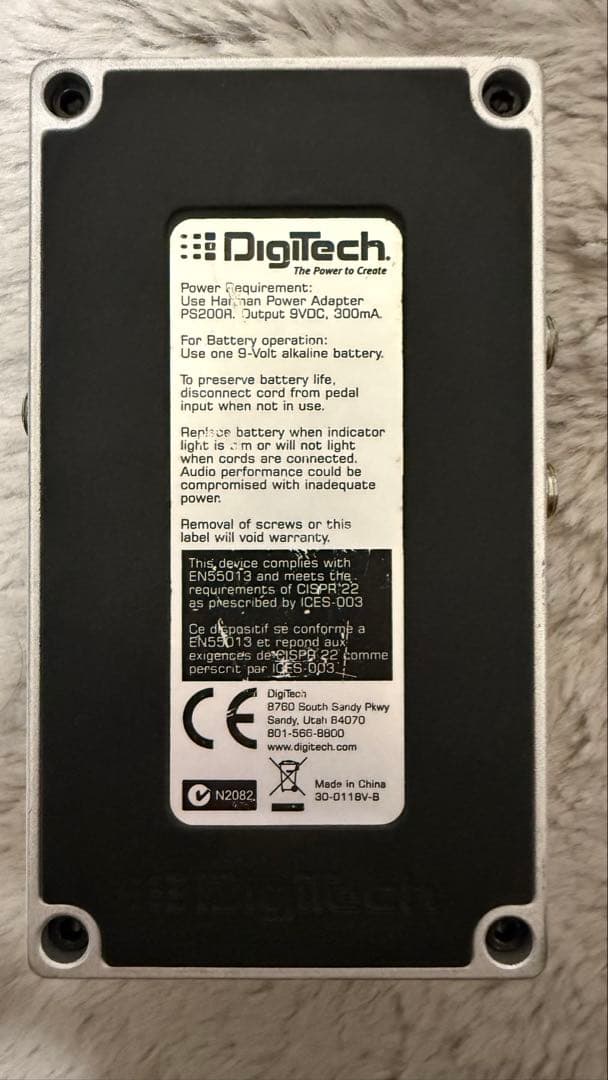 DigiTech.
The Power to Create
Power Requirement:
Use Harman Power Adapter
PS200R. Output 9VDC, 300mA.
For Battery operation:
Use one 9-Volt alkaline battery.
To preserve battery life,
disconnect cord from pedal
input when not in use.
Replace battery when indicator
light is dim or will not light
when cords are connected.
Audio performance could be
compromised with inadequate
power.
Removal of screws or this
label will void warranty.
This device complies with
EN55013 and meets the
requirements of CISPR 22
as prescribed by ICES-003
Ce dispositif se conforme a
EN55013 et repond aux
exigences de CISPR 22 comme
perscrit par ICES-003
CE
DigiTech
8760 South Sandy Pkwy
Sandy, Utah 84070
801-566-8800
www.digitech.com
N2082
Made in China
30-0118V-B
DigiTech